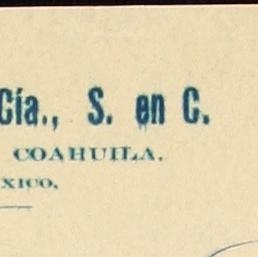 Cía., S. en C.
COAHUILA.
XICO,